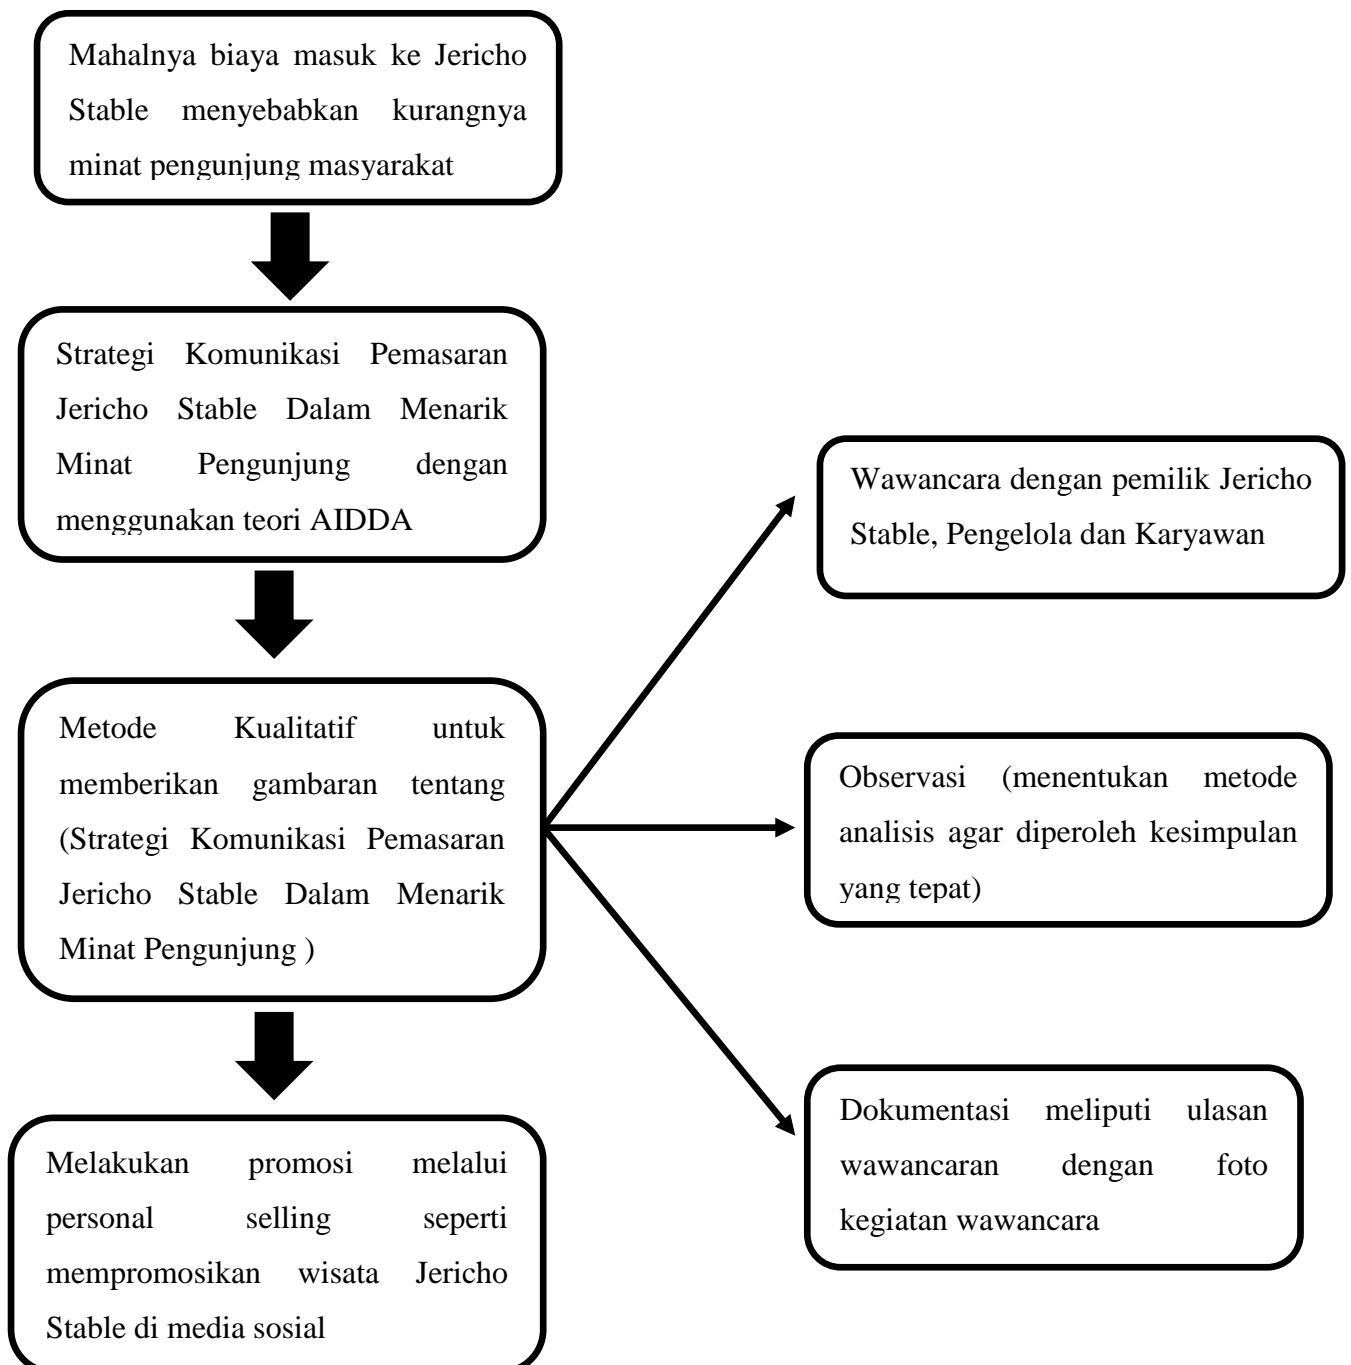 Mahalnya biaya masuk ke Jericho
Stable menyebabkan kurangnya
minat pengunjung masyarakat
Strategi Komunikasi Pemasaran
Jericho Stable Dalam Menarik
Minat Pengunjung dengan
menggunakan teori AIDDA
Metode Kualitatif untuk
memberikan gambaran tentang
(Strategi Komunikasi Pemasaran
Jericho Stable Dalam Menarik
Minat Pengunjung )
Wawancara dengan pemilik Jericho
Stable, Pengelola dan Karyawan
Observasi (menentukan metode
analisis agar diperoleh kesimpulan
yang tepat)
Dokumentasi meliputi ulasan
wawancaran dengan foto
kegiatan wawancara
Melakukan promosi melalui
personal selling seperti
mempromosikan wisata Jericho
Stable di media sosial